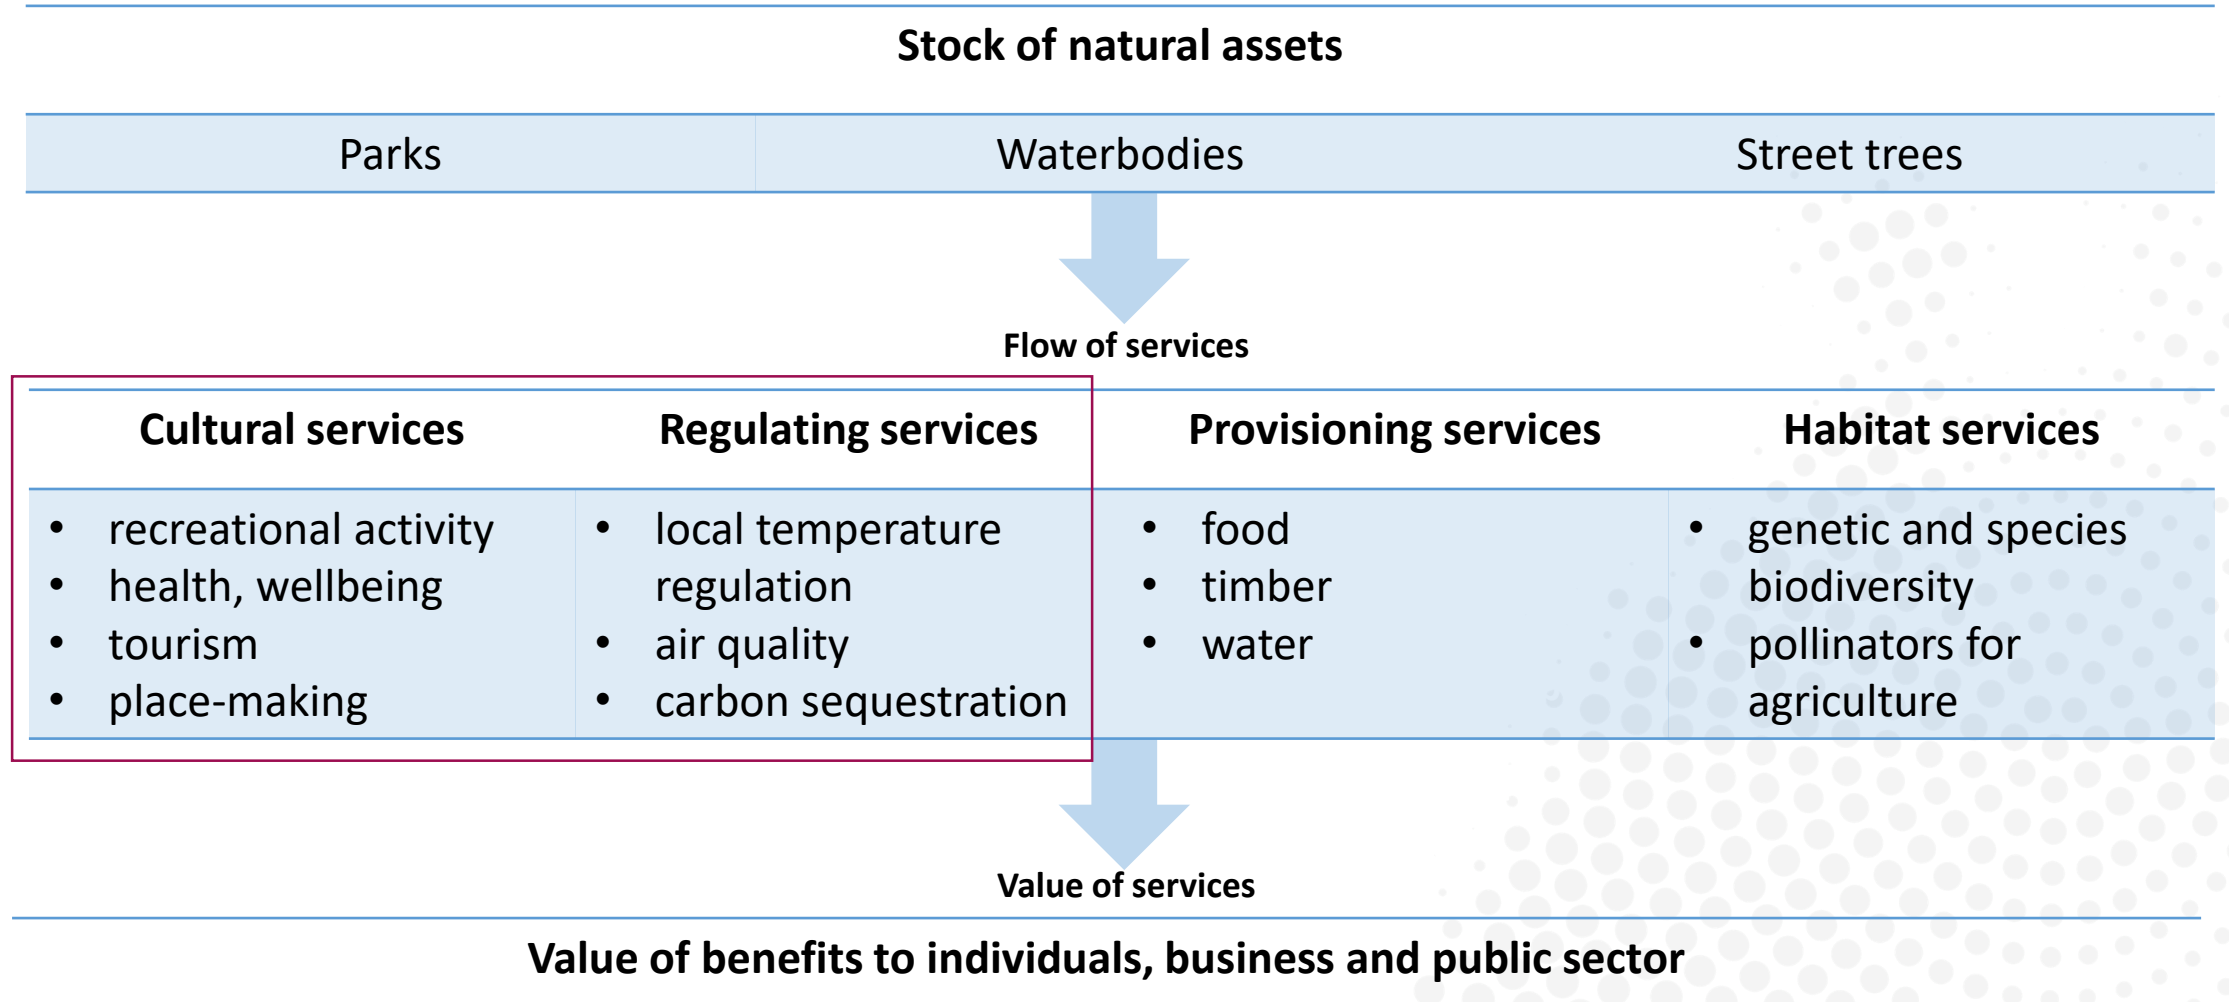 Stock of natural assets
Parks
Waterbodies
Street trees
Flow of services
Cultural services
Regulating services
Provisioning services
Habitat services
• recreational activity
• health, wellbeing
• tourism
• place-making
• local temperature
regulation
• air quality
• carbon sequestration
• food
• timber
• water
• genetic and species
biodiversity
• pollinators for
agriculture
Value of services
Value of benefits to individuals, business and public sector